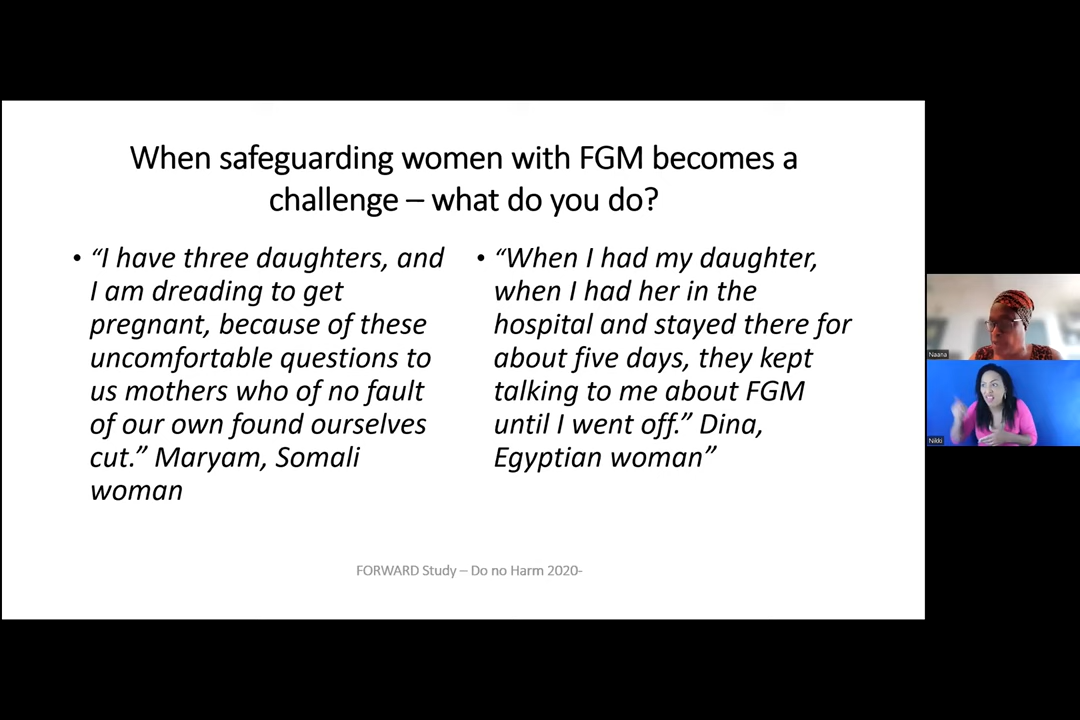 When safeguarding women with FGM becomes a
challenge – what do you do?
• “I have three daughters, and
I am dreading to get
pregnant, because of these
uncomfortable questions to
us mothers who of no fault
of our own found ourselves
cut.” Maryam, Somali
woman
• “When I had my daughter,
when I had her in the
hospital and stayed there for
about five days, they kept
talking to me about FGM
until I went off.” Dina,
Egyptian woman”
FORWARD Study – Do no Harm 2020-
Naana
Nikki